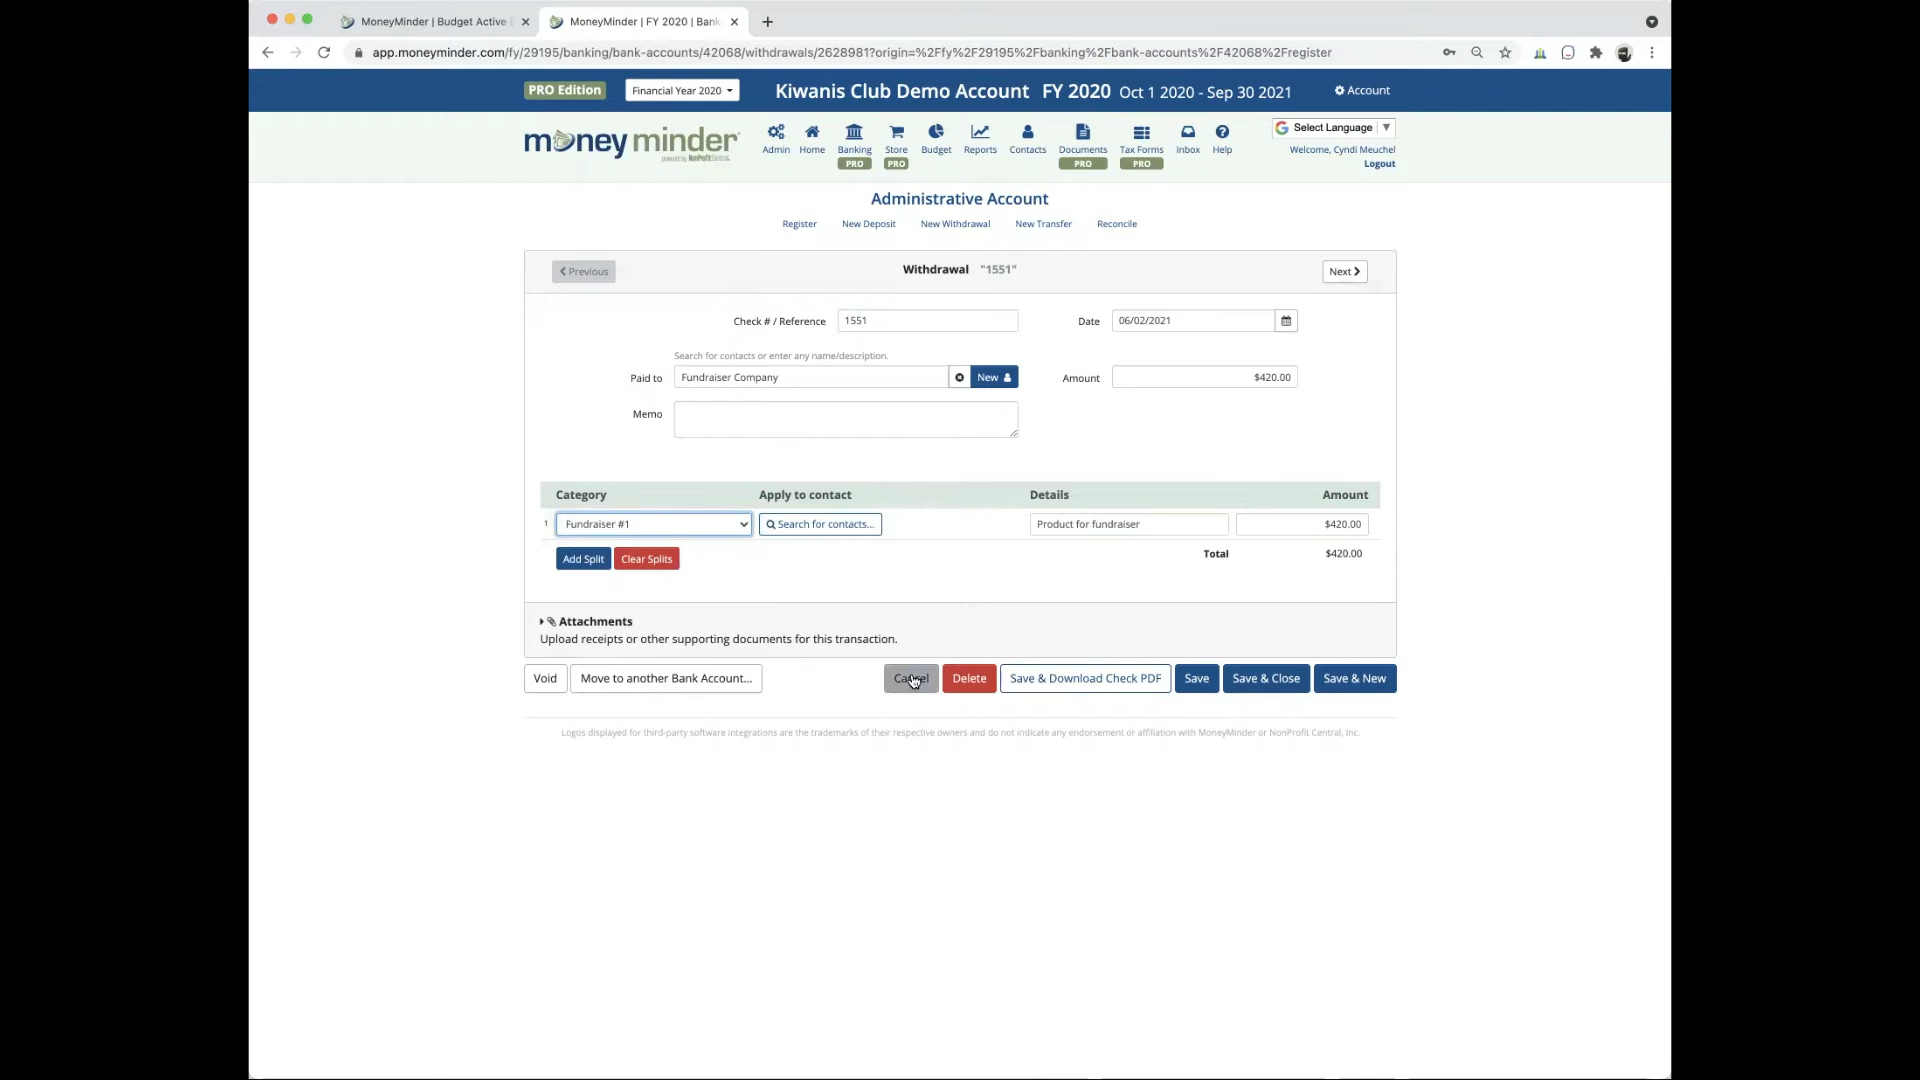 MoneyMinder | Budget Active
MoneyMinder | FY 2020 | Bank
app.moneyminder.com/fy/29195/banking/bank-accounts/42068/withdrawals/2628981?origin=%2Ffy%2F29195%2Fbanking%2Fbank-accounts%2F42068%2Fregister
PRO Edition Financial Year 2020 Kiwanis Club Demo Account FY 2020 Oct 1 2020 - Sep 30 2021 Account
money minder
powered by NonProfit Central
Admin Home Banking Store Budget Reports Contacts Documents Tax Forms Inbox Help
PRO PRO PRO PRO
Select Language ▼
Welcome, Cyndi Meuchel
Logout
Administrative Account
Register New Deposit New Withdrawal New Transfer Reconcile
Previous Withdrawal "1551" Next
Check # / Reference 1551 Date 06/02/2021
Search for contacts or enter any name/description.
Paid to Fundraiser Company New Amount $420.00
Memo
Category Apply to contact Details Amount
1 Fundraiser #1 Search for contacts... Product for fundraiser $420.00
Add Split Clear Splits Total $420.00
Attachments
Upload receipts or other supporting documents for this transaction.
Void Move to another Bank Account... Cancel Delete Save & Download Check PDF Save Save & Close Save & New
Logos displayed for third-party software integrations are the trademarks of their respective owners and do not indicate any endorsement or affiliation with MoneyMinder or NonProfit Central, Inc.